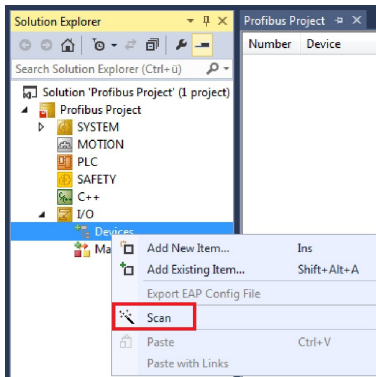 Solution Explorer
Profibus Project
Number Device
Search Solution Explorer (Ctrl+ü)
Solution 'Profibus Project' (1 project)
Profibus Project
SYSTEM
MOTION
PLC
SAFETY
C++
I/O
Devices
Ma
Add New Item... Ins
Add Existing Item... Shift+Alt+A
Export EAP Config File
Scan
Paste Ctrl+V
Paste with Links